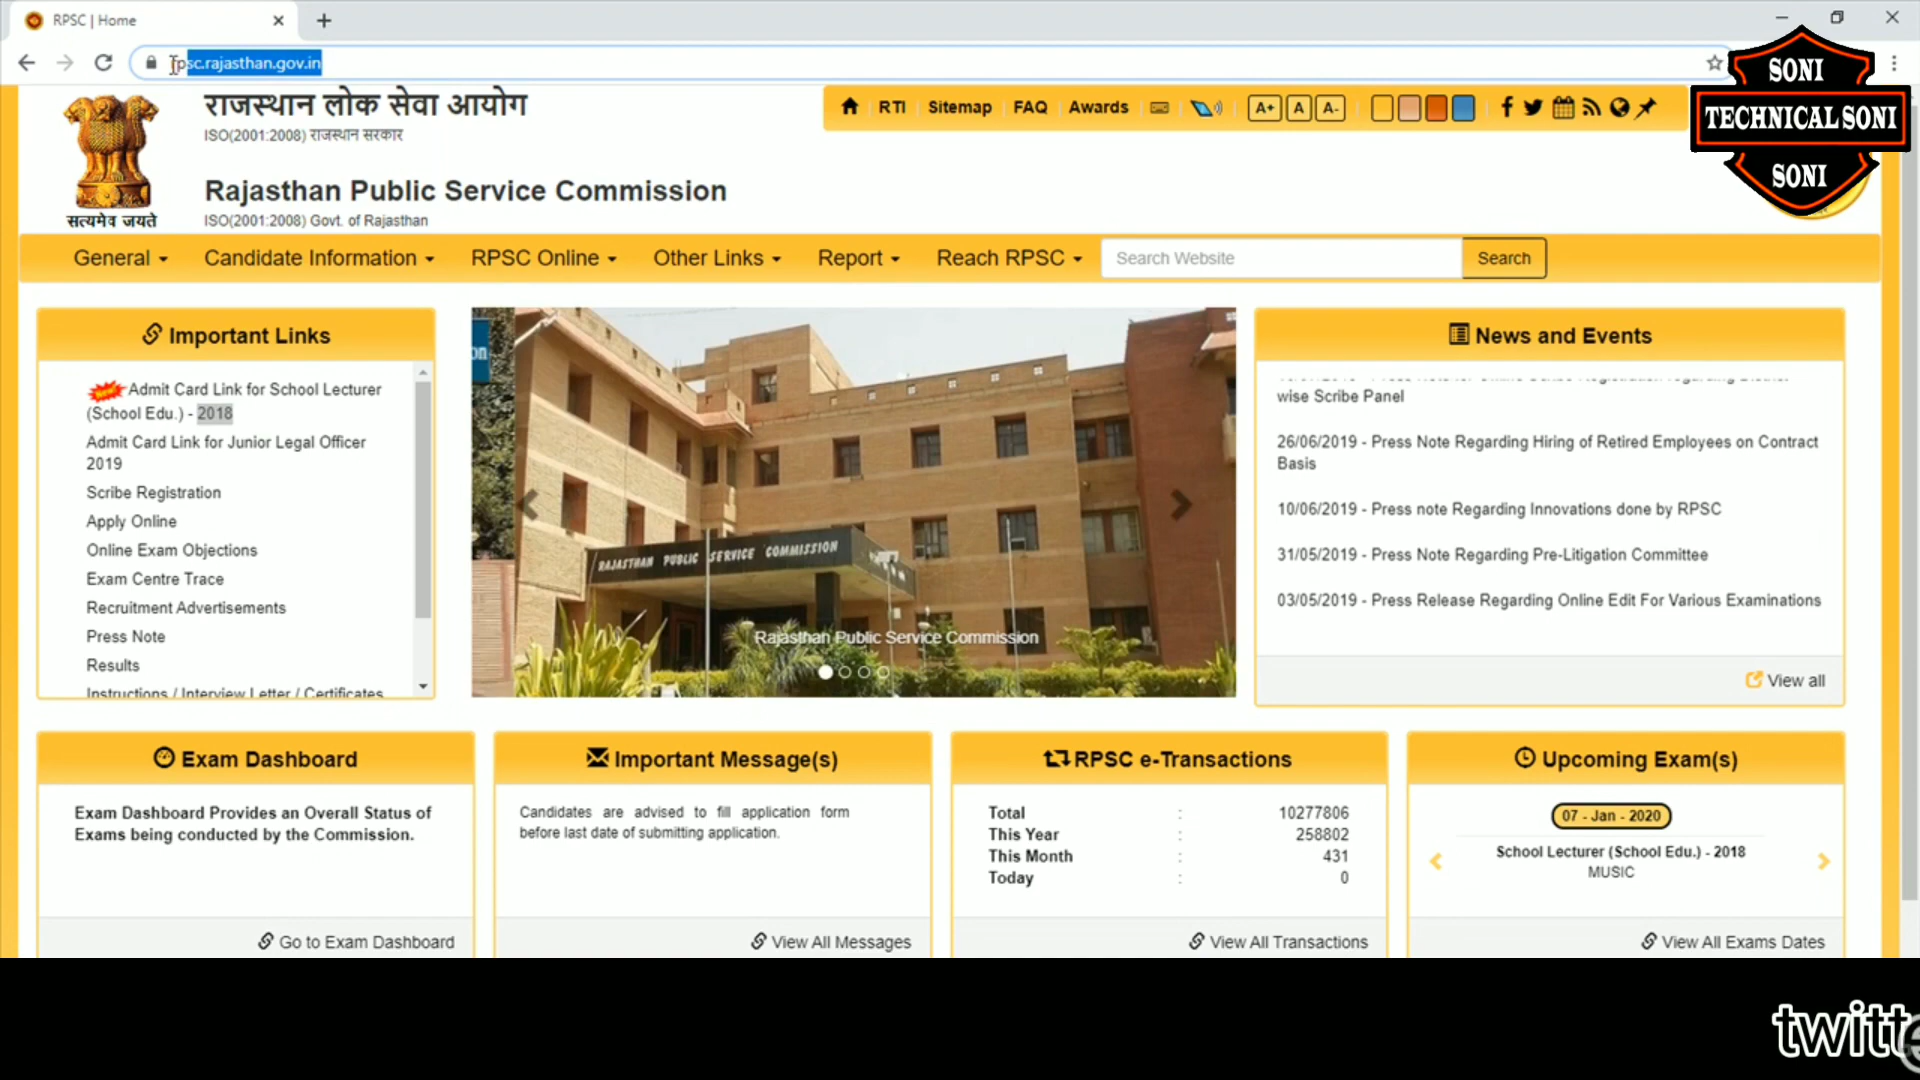 RPSC | Home
rpsc.rajasthan.gov.in
SONI
TECHNICAL SONI
SONI
राजस्थान लोक सेवा आयोग
ISO(2001:2008) राजस्थान सरकार
RTI Sitemap FAQ Awards A+ A A-
Rajasthan Public Service Commission
ISO(2001:2008) Govt. of Rajasthan
सत्यमेव जयते
General Candidate Information RPSC Online Other Links Report Reach RPSC Search Website Search
Important Links
Admit Card Link for School Lecturer
(School Edu.) - 2018
Admit Card Link for Junior Legal Officer
2019
Scribe Registration
Apply Online
Online Exam Objections
Exam Centre Trace
Recruitment Advertisements
Press Note
Results
Instructions / Interview Letter / Certificates
RAJASTHAN PUBLIC SERVICE COMMISSION
Rajasthan Public Service Commission
News and Events
wise Scribe Panel
26/06/2019 - Press Note Regarding Hiring of Retired Employees on Contract
Basis
10/06/2019 - Press note Regarding Innovations done by RPSC
31/05/2019 - Press Note Regarding Pre-Litigation Committee
03/05/2019 - Press Release Regarding Online Edit For Various Examinations
View all
Exam Dashboard
Exam Dashboard Provides an Overall Status of
Exams being conducted by the Commission.
Go to Exam Dashboard
Important Message(s)
Candidates are advised to fill application form
before last date of submitting application.
View All Messages
RPSC e-Transactions
Total : 10277806
This Year : 258802
This Month : 431
Today : 0
View All Transactions
Upcoming Exam(s)
07 - Jan - 2020
School Lecturer (School Edu.) - 2018
MUSIC
View All Exams Dates
twitte